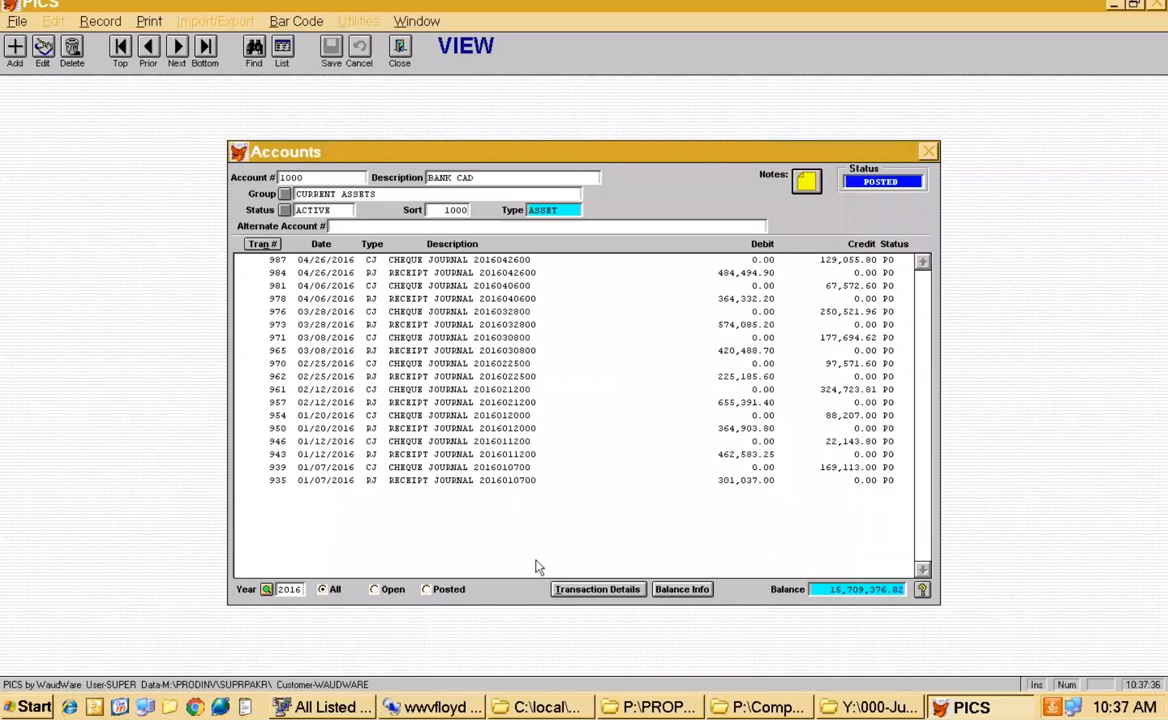 PICS
File Edit Record Print Import/Export Bar Code Utilities Window
Add Edit Delete Top Prior Next Bottom Find List Save Cancel Close
VIEW
Accounts
Account # 1000 Description BANK CAD Notes: Status POSTED
Group CURRENT ASSETS
Status ACTIVE Sort 1000 Type ASSET
Alternate Account #
Tran # Date Type Description Debit Credit Status
987 04/26/2016 CJ CHEQUE JOURNAL 2016042600 0.00 129,055.80 PO
984 04/26/2016 RJ RECEIPT JOURNAL 2016042600 484,494.90 0.00 PO
981 04/06/2016 CJ CHEQUE JOURNAL 2016040600 0.00 67,572.60 PO
978 04/06/2016 RJ RECEIPT JOURNAL 2016040600 364,332.20 0.00 PO
976 03/28/2016 CJ CHEQUE JOURNAL 2016032800 0.00 250,521.96 PO
973 03/28/2016 RJ RECEIPT JOURNAL 2016032800 574,085.20 0.00 PO
971 03/08/2016 CJ CHEQUE JOURNAL 2016030800 0.00 177,694.62 PO
965 03/08/2016 RJ RECEIPT JOURNAL 2016030800 420,488.70 0.00 PO
970 02/25/2016 CJ CHEQUE JOURNAL 2016022500 0.00 97,571.60 PO
962 02/25/2016 RJ RECEIPT JOURNAL 2016022500 225,185.60 0.00 PO
961 02/12/2016 CJ CHEQUE JOURNAL 2016021200 0.00 324,723.81 PO
957 02/12/2016 RJ RECEIPT JOURNAL 2016021200 655,391.40 0.00 PO
954 01/20/2016 CJ CHEQUE JOURNAL 2016012000 0.00 88,207.00 PO
950 01/20/2016 RJ RECEIPT JOURNAL 2016012000 364,903.80 0.00 PO
946 01/12/2016 CJ CHEQUE JOURNAL 2016011200 0.00 22,143.80 PO
943 01/12/2016 RJ RECEIPT JOURNAL 2016011200 462,583.25 0.00 PO
939 01/07/2016 CJ CHEQUE JOURNAL 2016010700 0.00 169,113.00 PO
935 01/07/2016 RJ RECEIPT JOURNAL 2016010700 301,037.00 0.00 PO
Year 2016 All Open Posted Transaction Details Balance Info Balance 15,709,376.82 ?
PICS by WaudWare User-SUPER Data-M:\PRODINV\SUPRPAKR\ Customer-WAUDWARE Ins Num 10:37:36
Start All Listed ... wwvfloyd ... C:\local\... P:\PROP... P:\Comp... Y:\000-Ju... PICS 10:37 AM